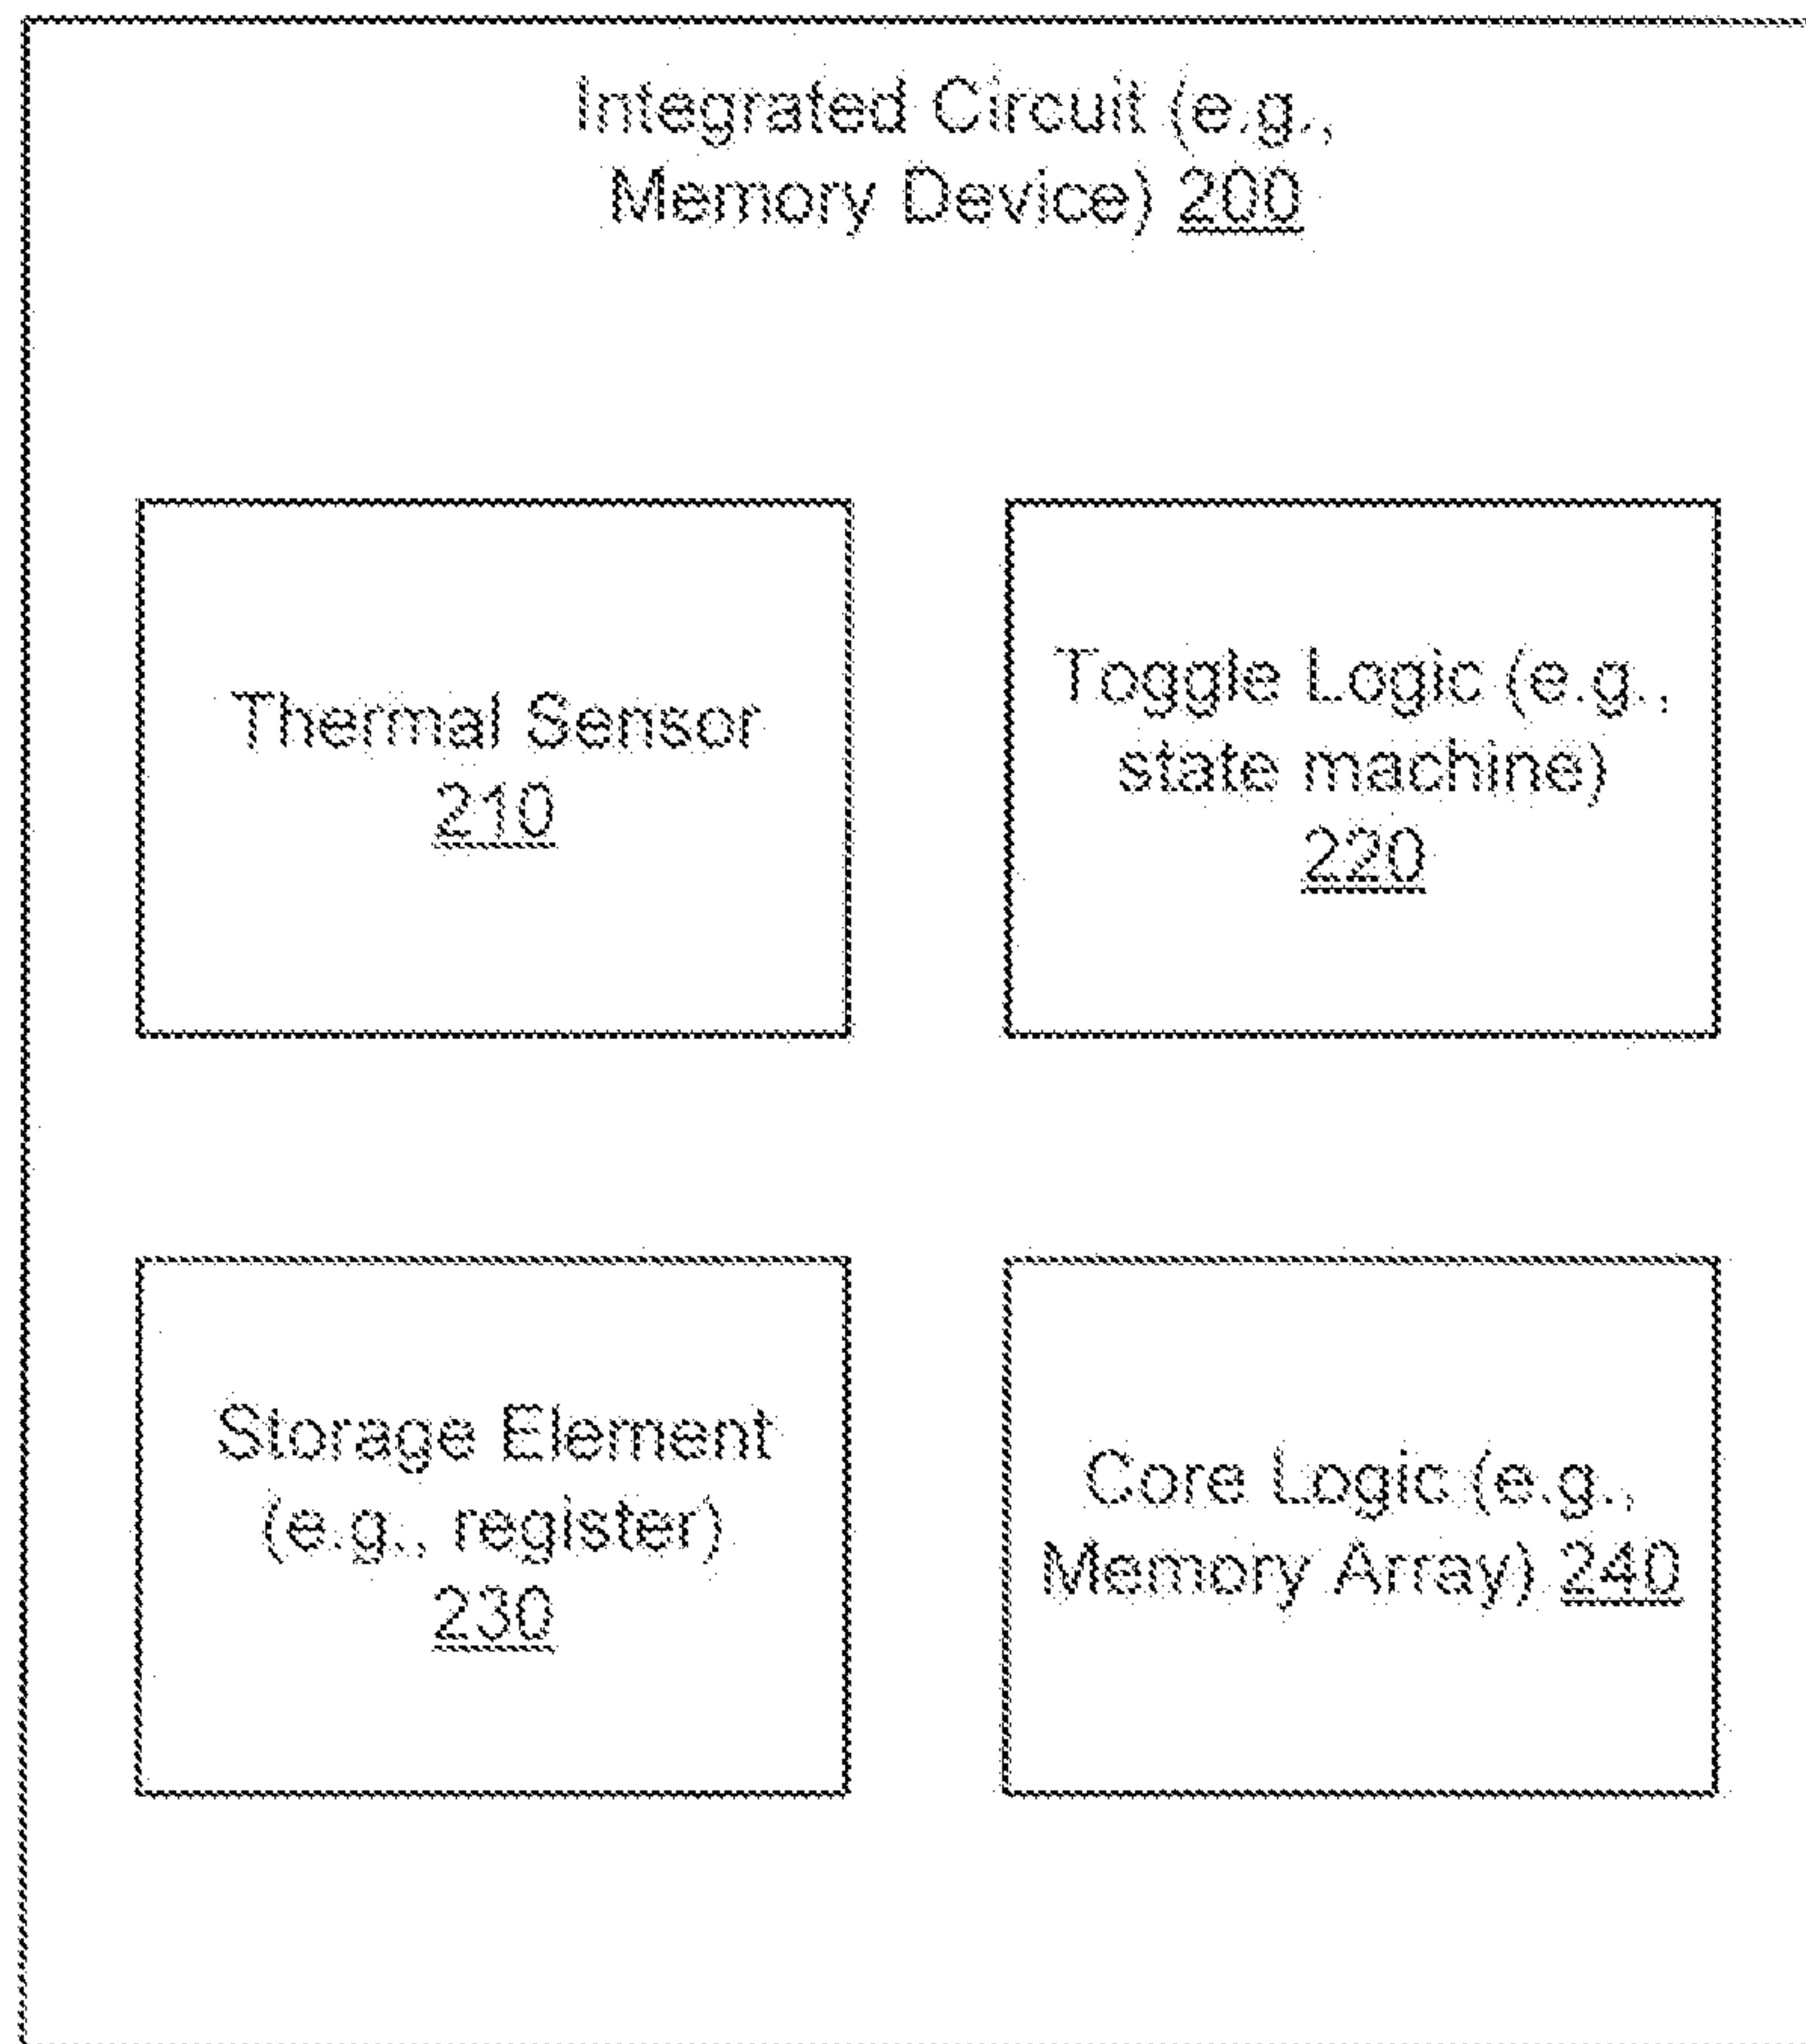 Integrated Circuit (e.g.,
Memory Device) 200
Thermal Sensor
210
Toggle Logic (e.g.,
state machine)
220
Storage Element
(e.g., register)
230
Core Logic (e.g.,
Memory Array) 240